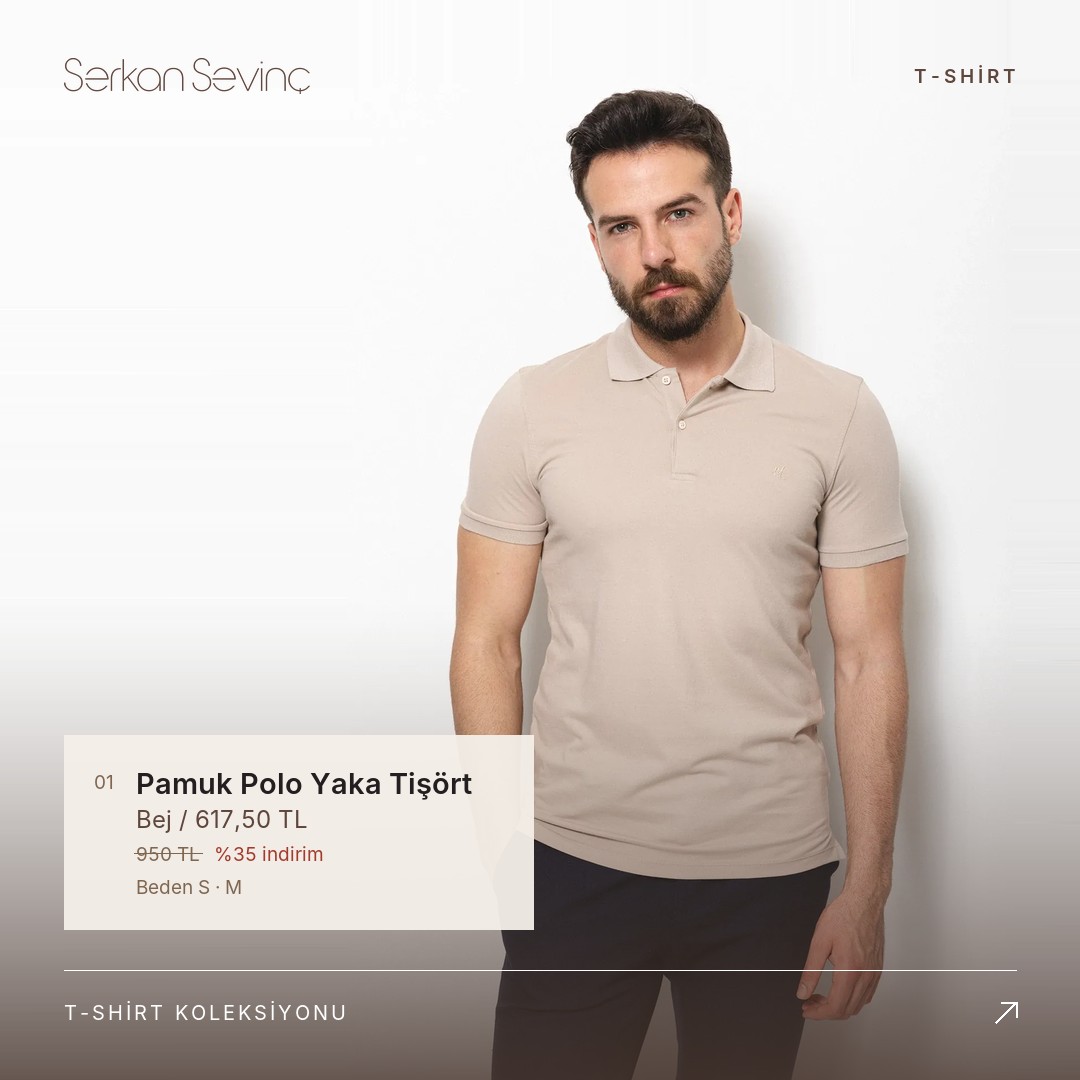 Serkan Sevinç
T-SHİRT
01 Pamuk Polo Yaka Tişört
Bej / 617,50 TL
950 TL %35 indirim
Beden S · M
T-SHİRT KOLEKSİYONU